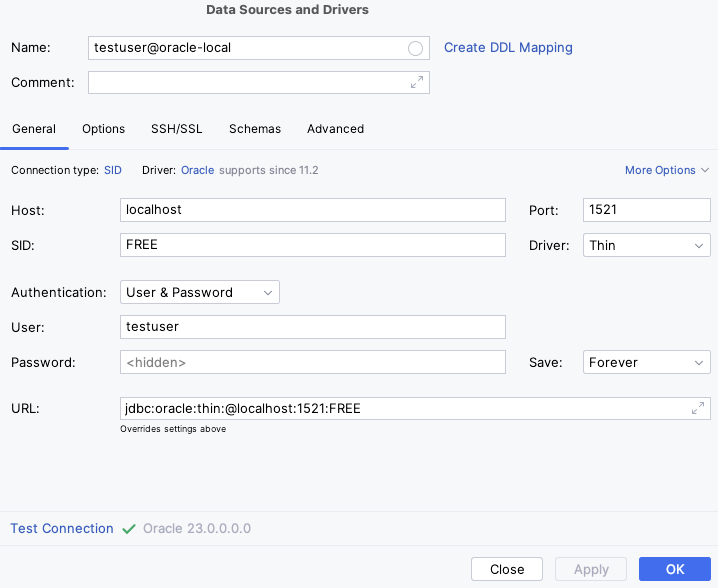 Data Sources and Drivers
Name: testuser@oracle-local Create DDL Mapping
Comment:
General Options SSH/SSL Schemas Advanced
Connection type: SID Driver: Oracle supports since 11.2 More Options
Host: localhost Port: 1521
SID: FREE Driver: Thin
Authentication: User & Password
User: testuser
Password: <hidden> Save: Forever
URL: jdbc:oracle:thin:@localhost:1521:FREE
Overrides settings above
Test Connection Oracle 23.0.0.0.0
Close Apply OK